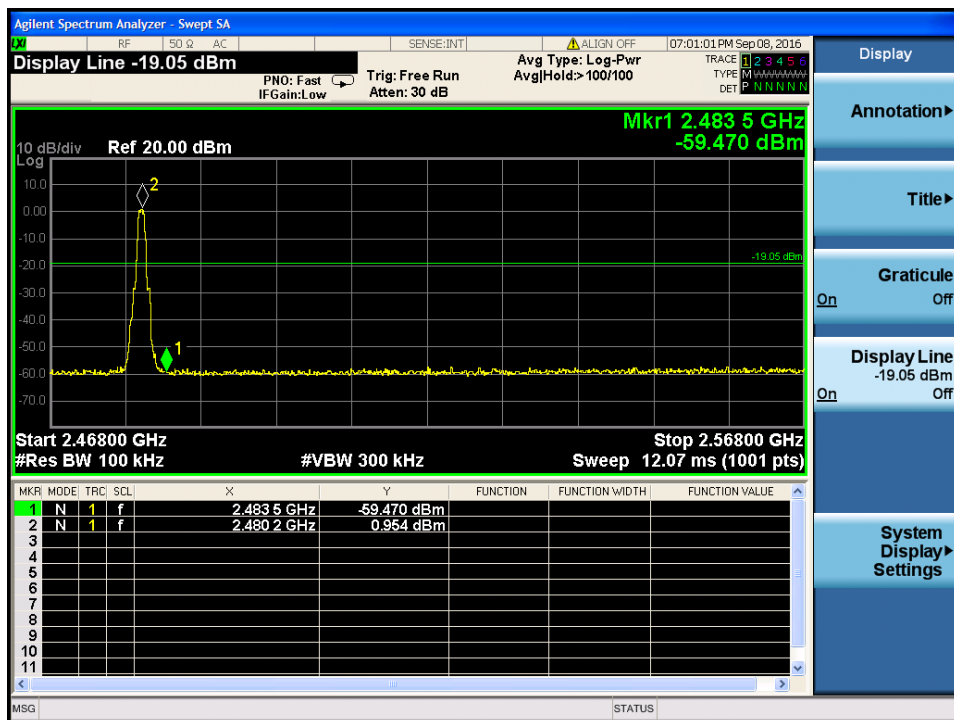 Agilent Spectrum Analyzer - Swept SA
LXI RF 50 Ω AC SENSE:INT ALIGN OFF 07:01:01 PM Sep 08, 2016
Display Line -19.05 dBm Avg Type: Log-Pwr TRACE 1 2 3 4 5 6
PNO: Fast Trig: Free Run Avg|Hold:>100/100 TYPE M WWWWW
IFGain:Low Atten: 30 dB DET P N N N N N
Mkr1 2.483 5 GHz
10 dB/div Ref 20.00 dBm -59.470 dBm
Log
10.0
2
0.00
-10.0
-19.05 dBm
-20.0
-30.0
-40.0
-50.0
1
-60.0
-70.0
Start 2.46800 GHz Stop 2.56800 GHz
#Res BW 100 kHz #VBW 300 kHz Sweep 12.07 ms (1001 pts)
MKR MODE TRC SCL X Y FUNCTION FUNCTION WIDTH FUNCTION VALUE
1 N 1 f 2.483 5 GHz -59.470 dBm
2 N 1 f 2.480 2 GHz 0.954 dBm
3
4
5
6
7
8
9
10
11
MSG STATUS
Display
Annotation
Title
Graticule
On Off
Display Line
-19.05 dBm
On Off
System
Display
Settings